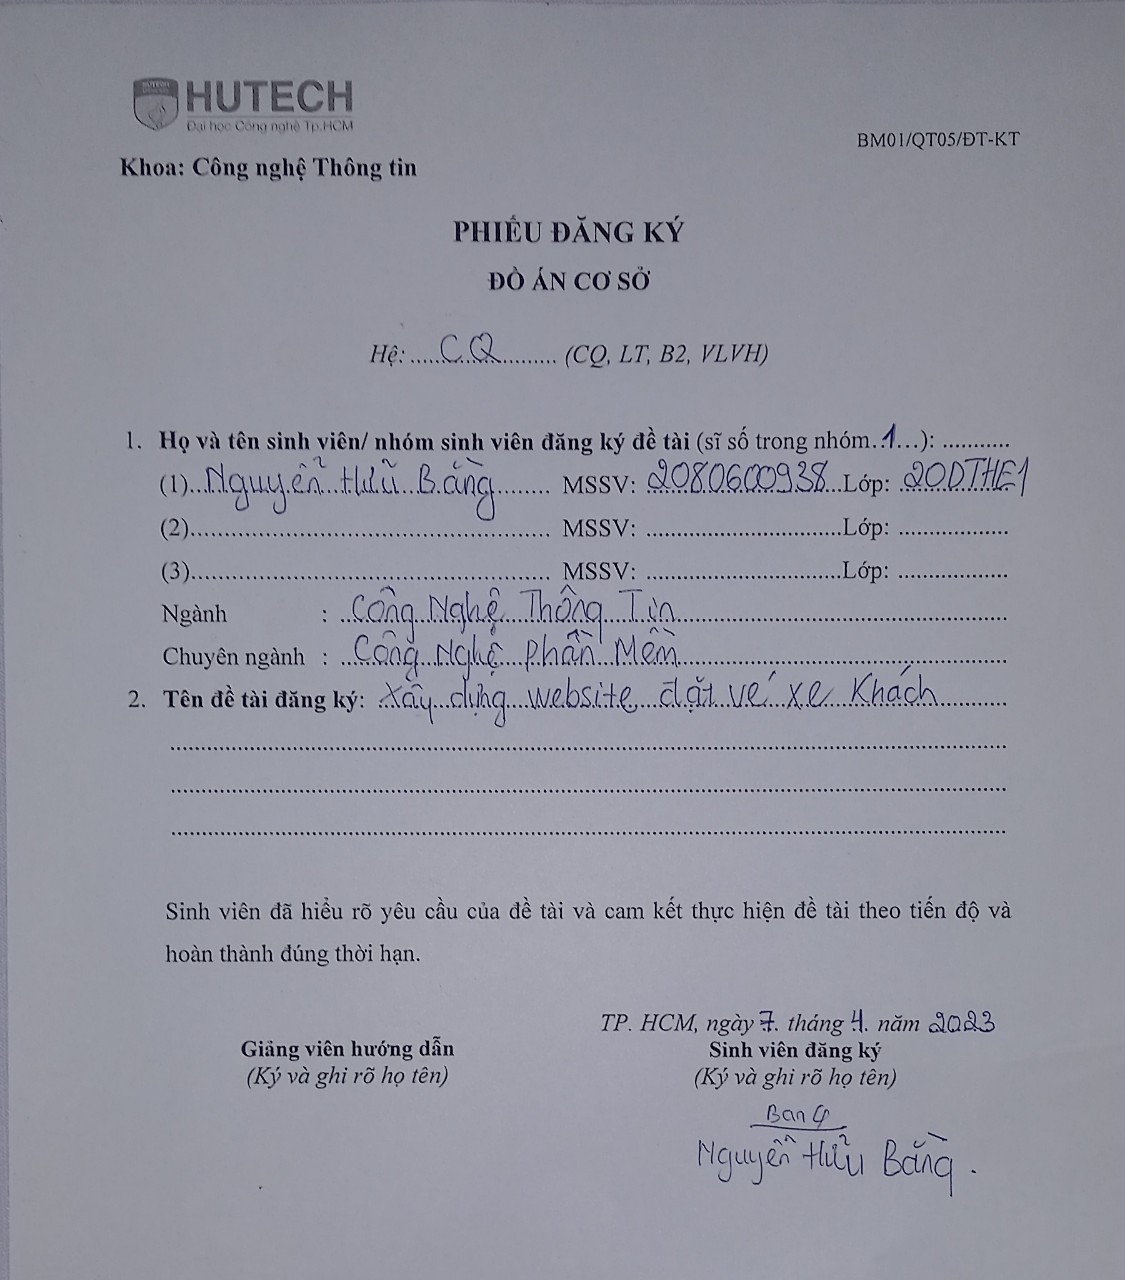 HUTECH
Đại học Công nghệ Tp.HCM
BM01/QT05/ĐT-KT
Khoa: Công nghệ Thông tin
PHIẾU ĐĂNG KÝ
ĐỒ ÁN CƠ SỞ
Hệ: .....CQ.......... (CQ, LT, B2, VLVH)
1. Họ và tên sinh viên/ nhóm sinh viên đăng ký đề tài (sĩ số trong nhóm..1...): ...........
(1)..Nguyễn Hữu Bằng........ MSSV: 2080600938...Lớp: 20DTHE1
(2).......................................................... MSSV: ................................Lớp: ..................
(3).......................................................... MSSV: ................................Lớp: ..................
Ngành : ..Công Nghệ Thông Tin......................................................
Chuyên ngành : ..Công Nghệ Phần Mềm......................................................
2. Tên đề tài đăng ký: Xây dựng website đặt vé xe Khách...........
..........................................................................................................................................
..........................................................................................................................................
..........................................................................................................................................
Sinh viên đã hiểu rõ yêu cầu của đề tài và cam kết thực hiện đề tài theo tiến độ và
hoàn thành đúng thời hạn.
TP. HCM, ngày 7. tháng 4. năm 2023
Giảng viên hướng dẫn Sinh viên đăng ký
(Ký và ghi rõ họ tên) (Ký và ghi rõ họ tên)
Bang
Nguyễn Hữu Bằng.